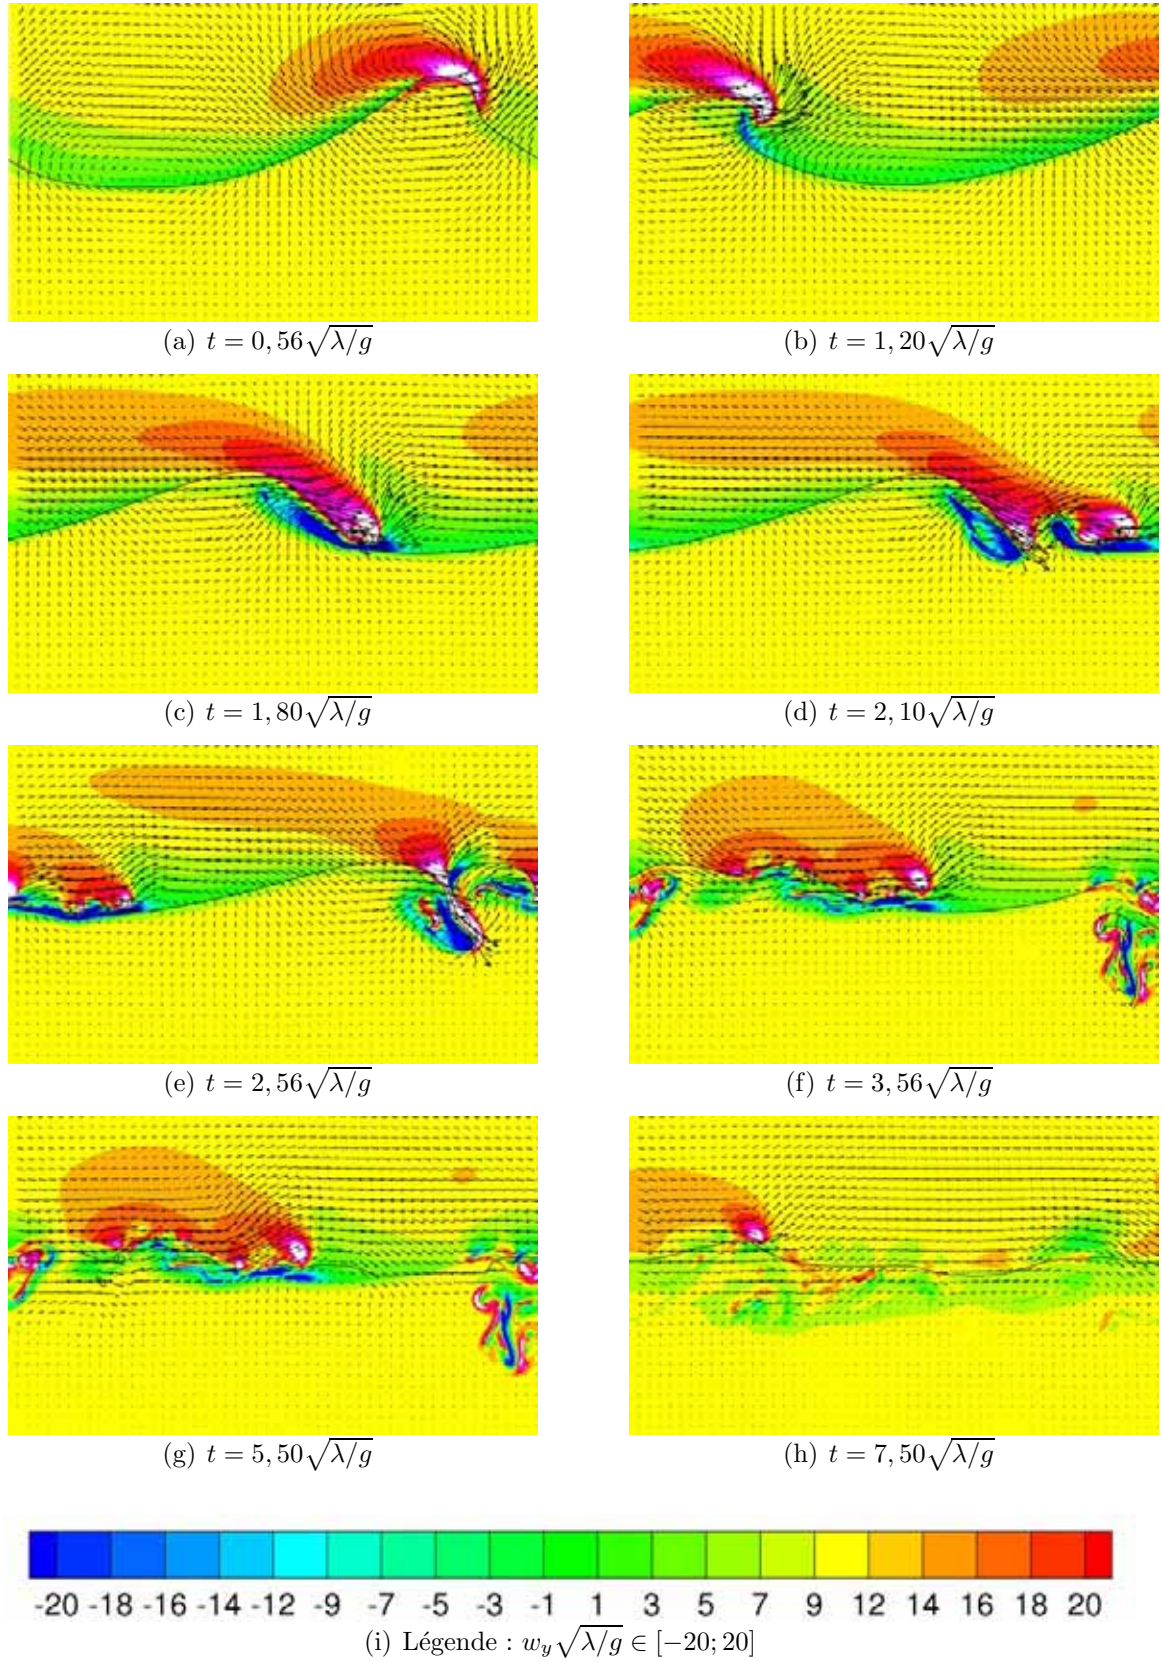 (a) t = 0,56√λ/g
(b) t = 1,20√λ/g
(c) t = 1,80√λ/g
(d) t = 2,10√λ/g
(e) t = 2,56√λ/g
(f) t = 3,56√λ/g
(g) t = 5,50√λ/g
(h) t = 7,50√λ/g
-20 -18 -16 -14 -12 -9 -7 -5 -3 -1 1 3 5 7 9 12 14 16 18 20
(i) Légende : w_y√λ/g ∈ [−20; 20]